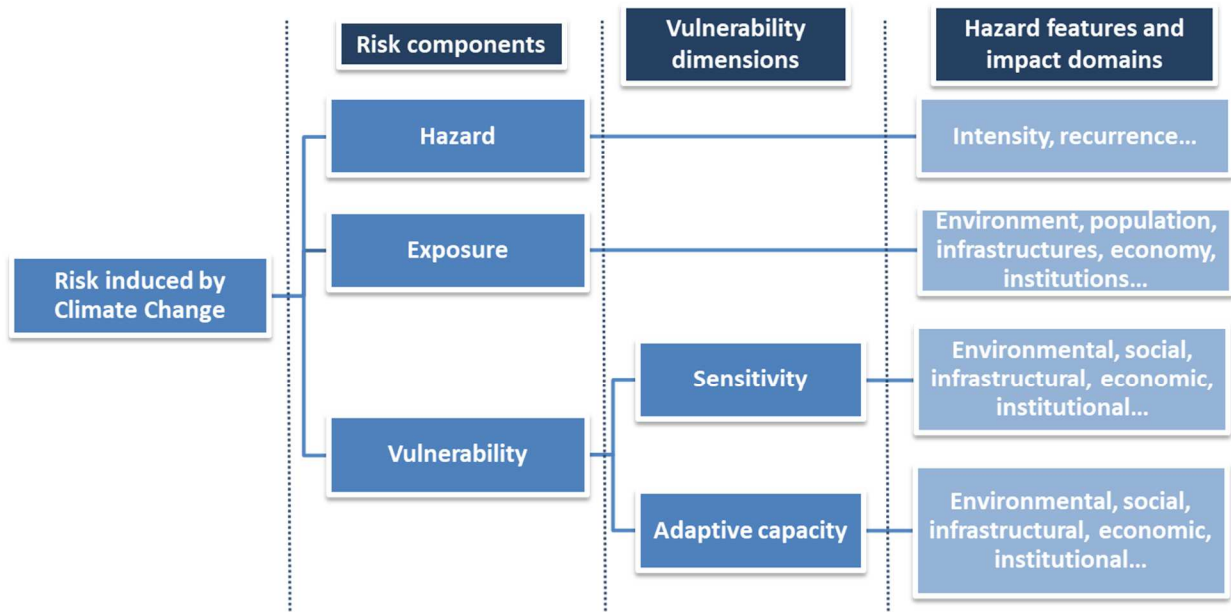 Risk components
Vulnerability
dimensions
Hazard features and
impact domains
Hazard
Intensity, recurrence...
Exposure
Environment, population,
infrastructures, economy,
institutions...
Risk induced by
Climate Change
Sensitivity
Environmental, social,
infrastructural, economic,
institutional...
Vulnerability
Adaptive capacity
Environmental, social,
infrastructural, economic,
institutional...